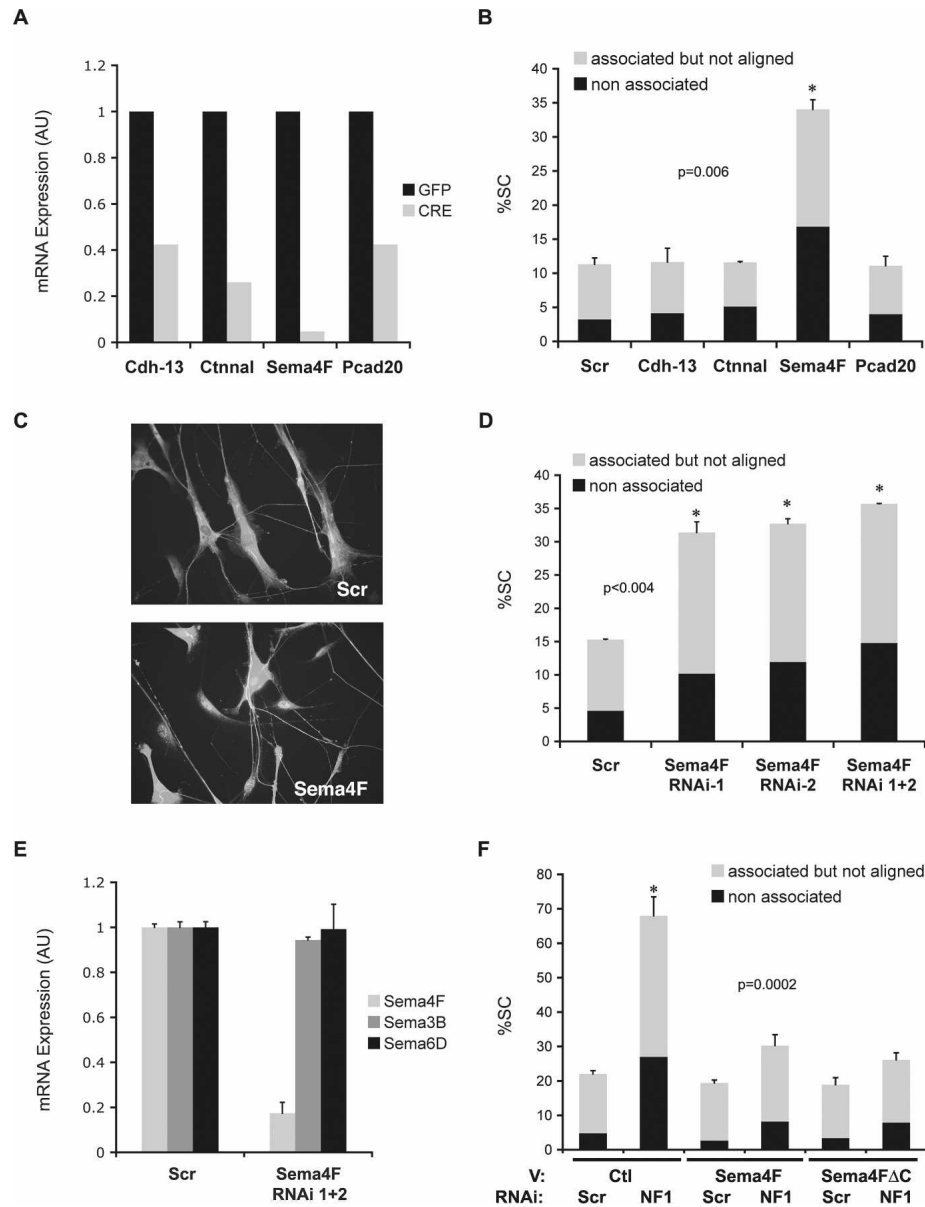 A
mRNA Expression (AU)
1.2
1
0.8
0.6
0.4
0.2
0
GFP
CRE
Cdh-13 Ctnnal Sema4F Pcad20
B
associated but not aligned
non associated
%SC
40
35
30
25
20
15
10
5
0
*
p=0.006
Scr Cdh-13 Ctnnal Sema4F Pcad20
C
Scr
Sema4F
D
associated but not aligned
non associated
%SC
40
35
30
25
20
15
10
5
0
* * *
p<0.004
Scr Sema4F Sema4F Sema4F
RNAi-1 RNAi-2 RNAi 1+2
E
mRNA Expression (AU)
1.2
1
0.8
0.6
0.4
0.2
0
Sema4F
Sema3B
Sema6D
Scr Sema4F
RNAi 1+2
F
associated but not aligned
non associated
%SC
80
70
60
50
40
30
20
10
0
*
p=0.0002
V: Ctl Sema4F Sema4FΔC
RNAi: Scr NF1 Scr NF1 Scr NF1